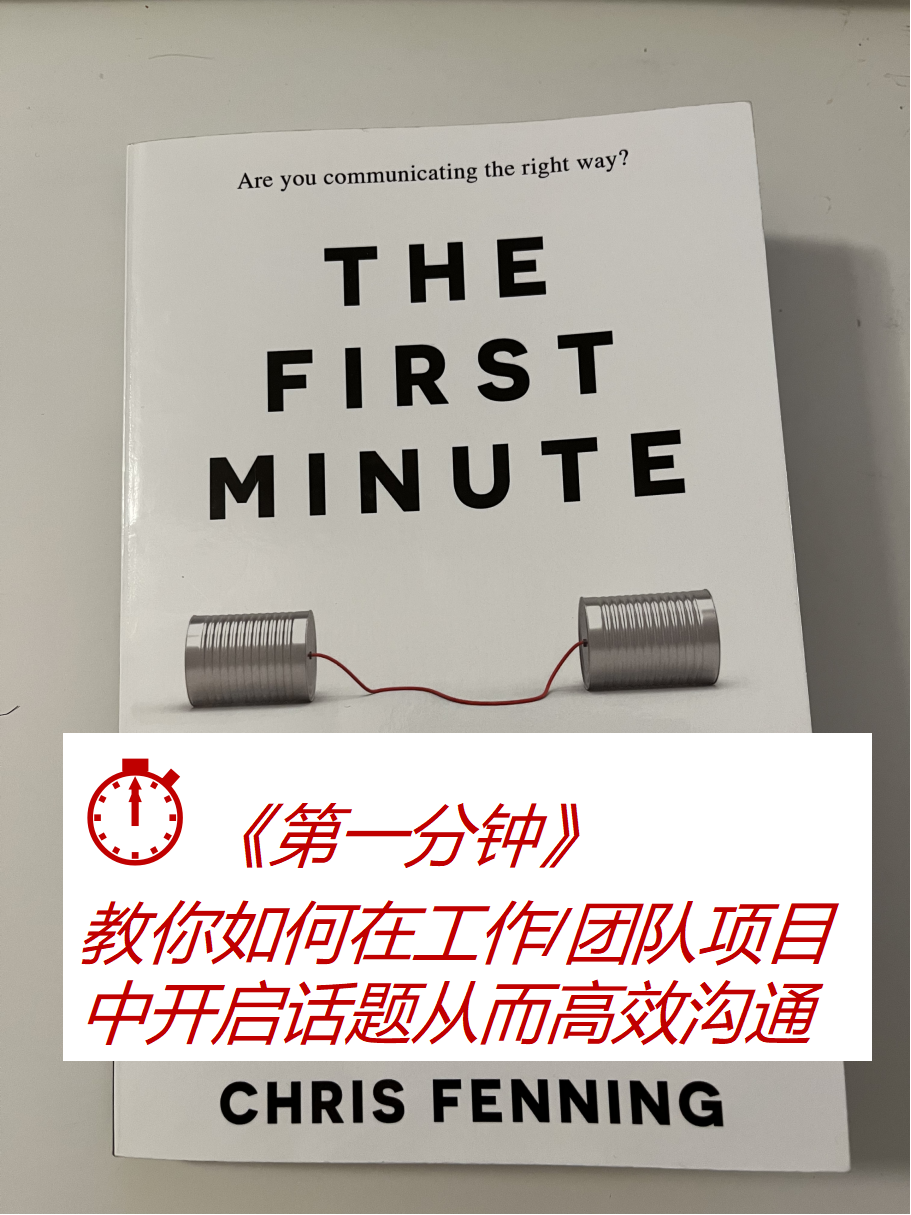 Are you communicating the right way?
THE
FIRST
MINUTE
《第一分钟》
教你如何在工作/团队项目
中开启话题从而高效沟通
CHRIS FENNING